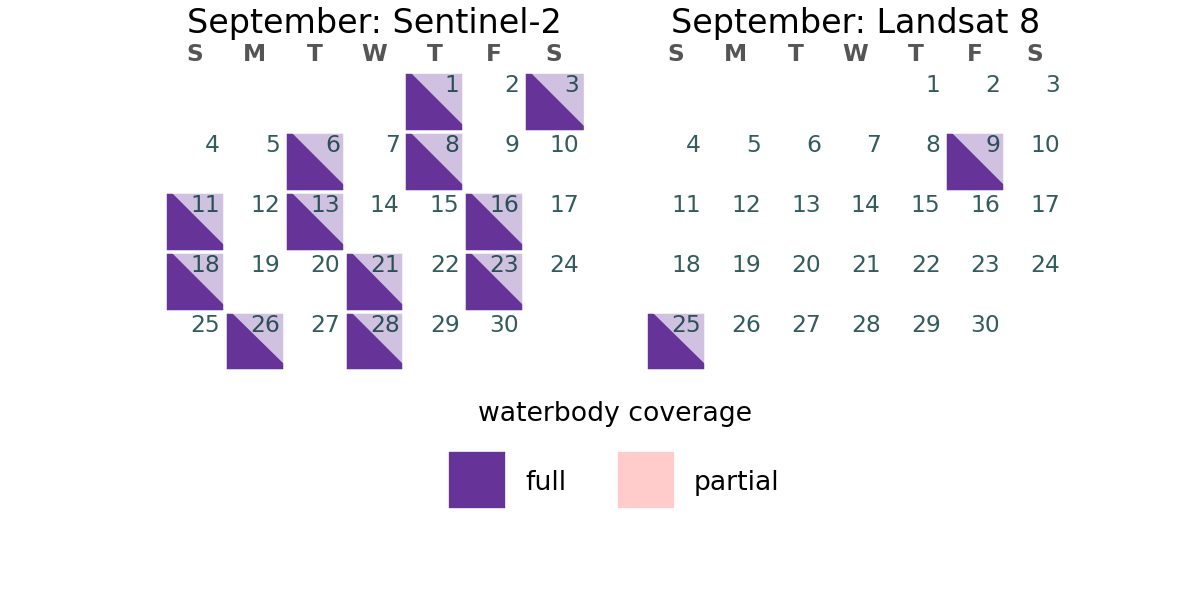 September: Sentinel-2
S M T W T F S
1 2 3
4 5 6 7 8 9 10
11 12 13 14 15 16 17
18 19 20 21 22 23 24
25 26 27 28 29 30
September: Landsat 8
S M T W T F S
1 2 3
4 5 6 7 8 9 10
11 12 13 14 15 16 17
18 19 20 21 22 23 24
25 26 27 28 29 30
waterbody coverage
full partial